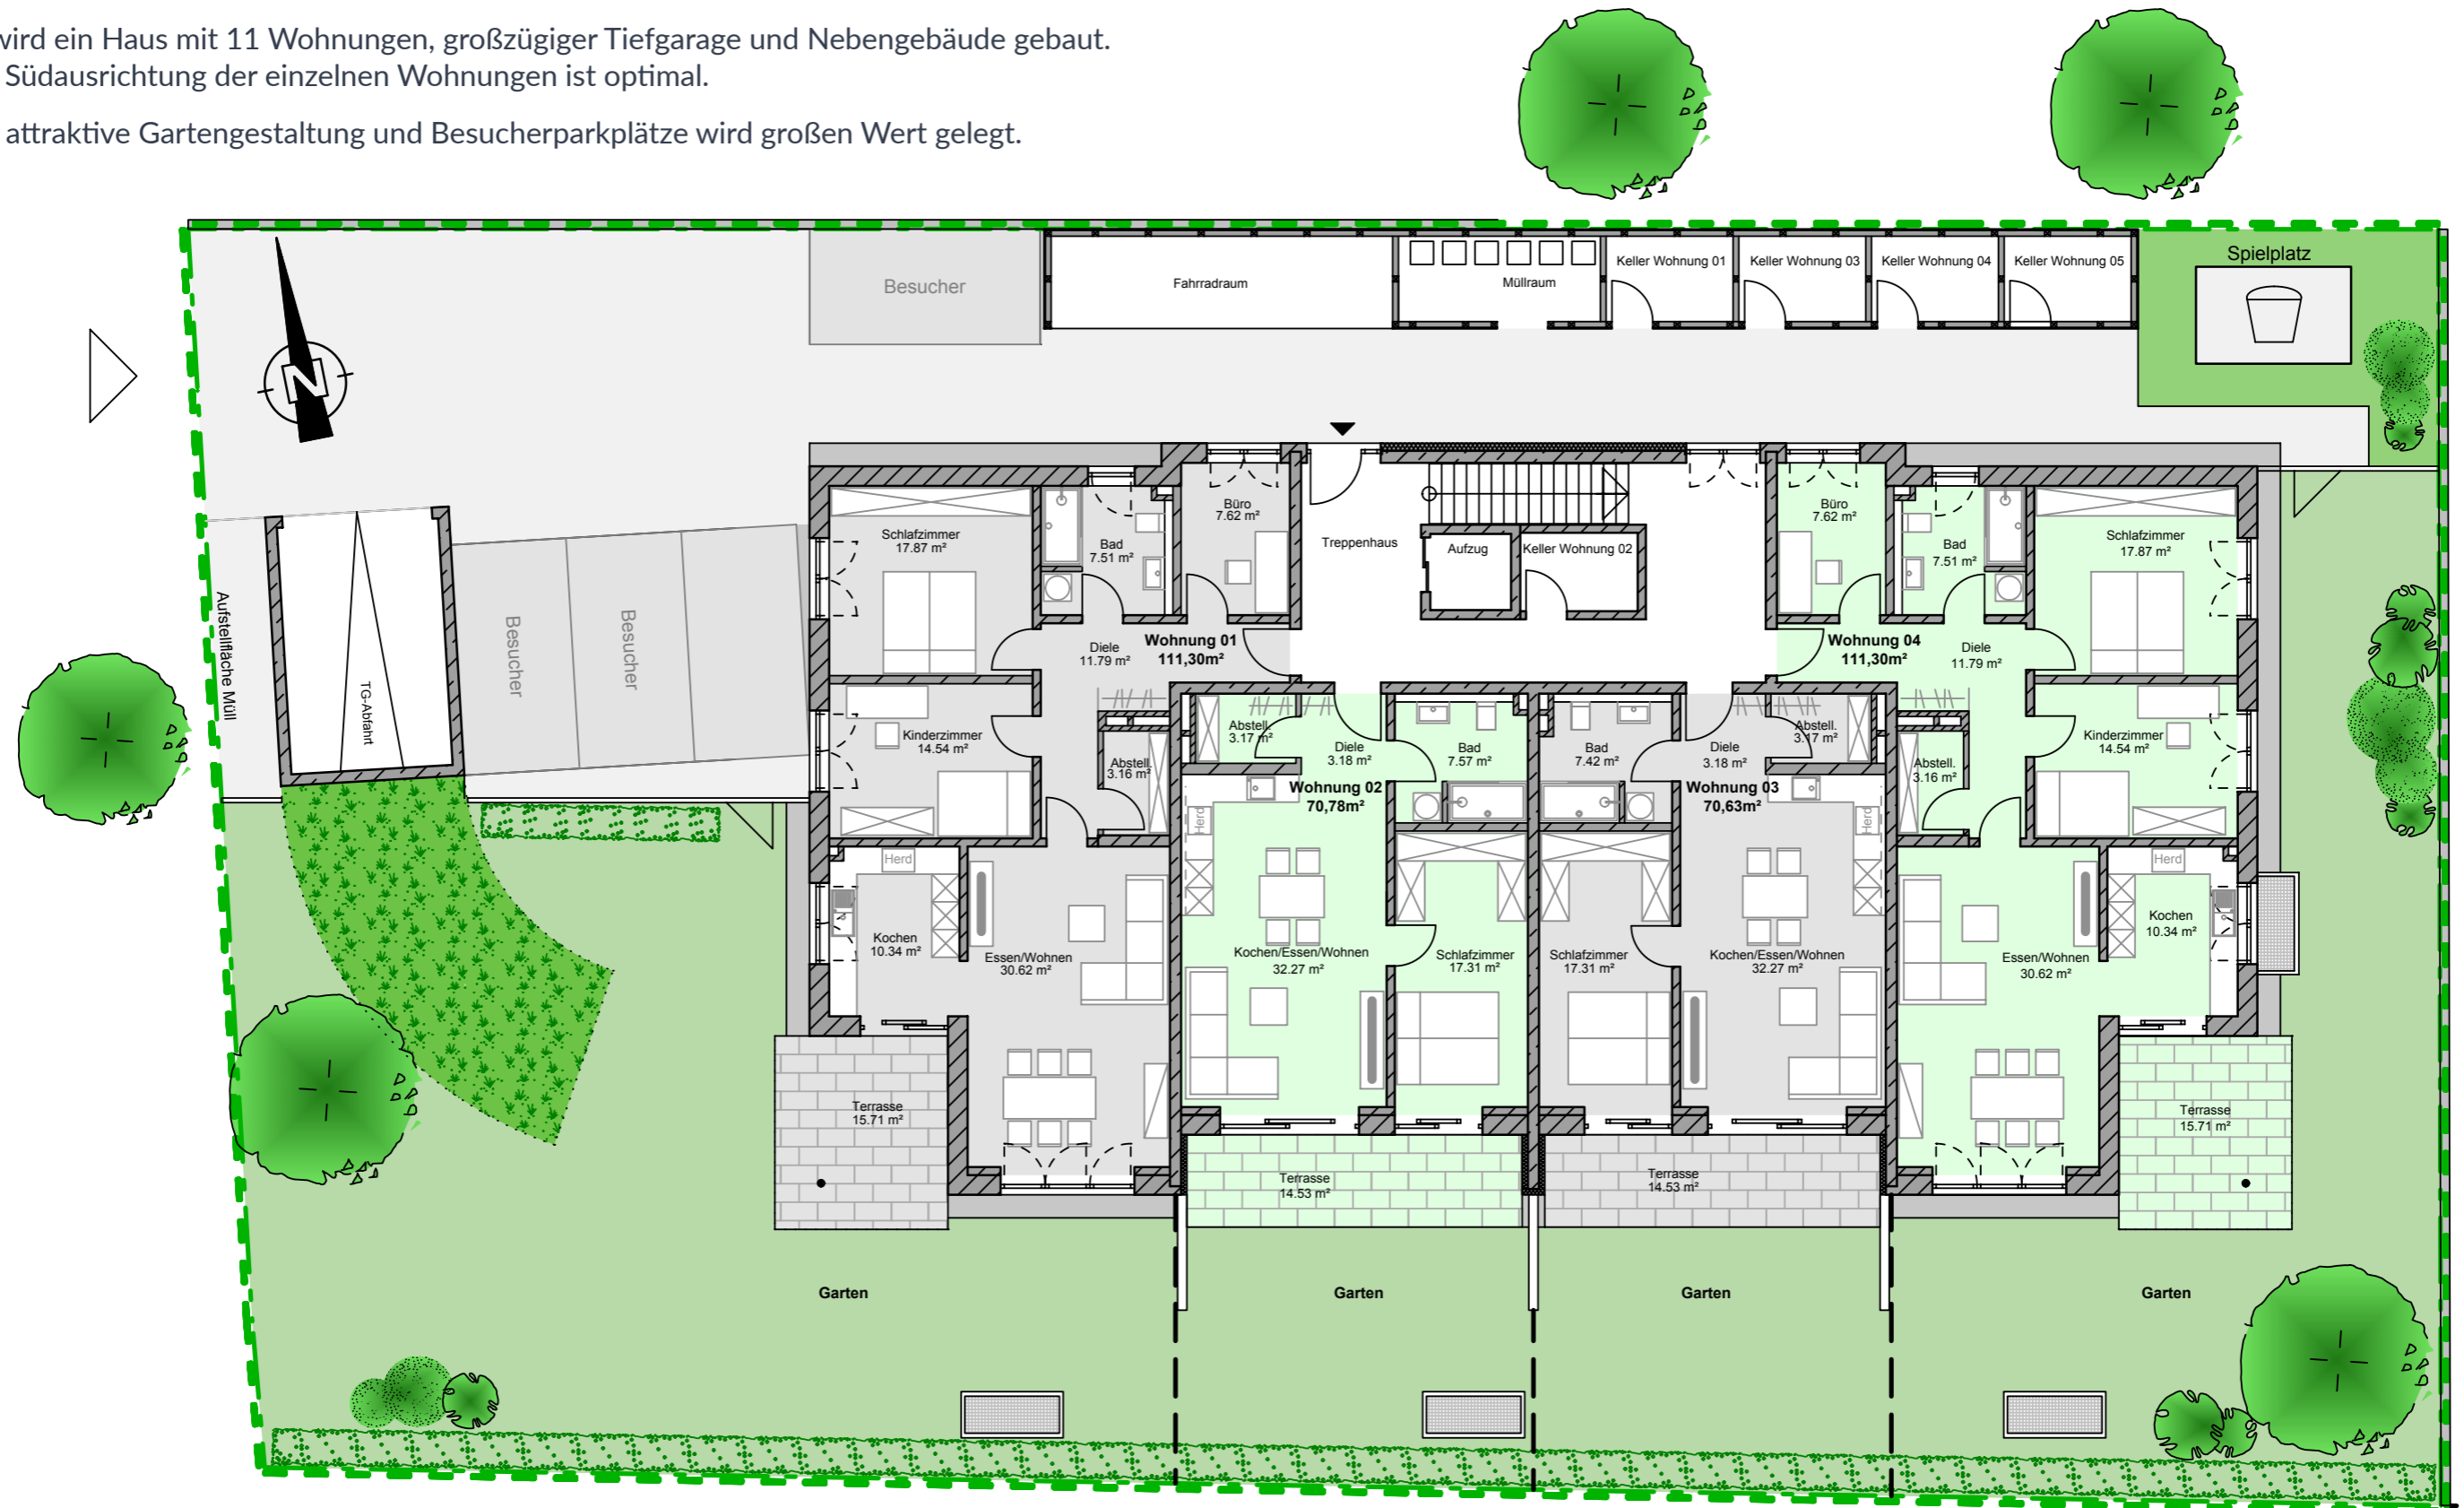 wird ein Haus mit 11 Wohnungen, großzügiger Tiefgarage und Nebengebäude gebaut.
Südausrichtung der einzelnen Wohnungen ist optimal.
attraktive Gartengestaltung und Besucherparkplätze wird großen Wert gelegt.
Besucher
Fahrradraum
Müllraum
Keller Wohnung 01
Keller Wohnung 03
Keller Wohnung 04
Keller Wohnung 05
Spielplatz
N
Aufstellfläche Müll
TG-Abfahrt
Besucher
Besucher
Schlafzimmer
17.87 m²
Bad
7.51 m²
Büro
7.62 m²
Treppenhaus
Aufzug
Keller Wohnung 02
Büro
7.62 m²
Bad
7.51 m²
Schlafzimmer
17.87 m²
Diele
11.79 m²
Wohnung 01
111,30m²
Wohnung 04
111,30m²
Diele
11.79 m²
Kinderzimmer
14.54 m²
Abstell.
3.16 m²
Abstell.
3.17 m²
Diele
3.18 m²
Bad
7.57 m²
Bad
7.42 m²
Diele
3.18 m²
Abstell.
3.17 m²
Abstell.
3.16 m²
Kinderzimmer
14.54 m²
Wohnung 02
70,78m²
Wohnung 03
70,63m²
Herd
Herd
Herd
Herd
Kochen
10.34 m²
Essen/Wohnen
30.62 m²
Kochen/Essen/Wohnen
32.27 m²
Schlafzimmer
17.31 m²
Schlafzimmer
17.31 m²
Kochen/Essen/Wohnen
32.27 m²
Essen/Wohnen
30.62 m²
Kochen
10.34 m²
Terrasse
15.71 m²
Terrasse
14.53 m²
Terrasse
14.53 m²
Terrasse
15.71 m²
Garten
Garten
Garten
Garten